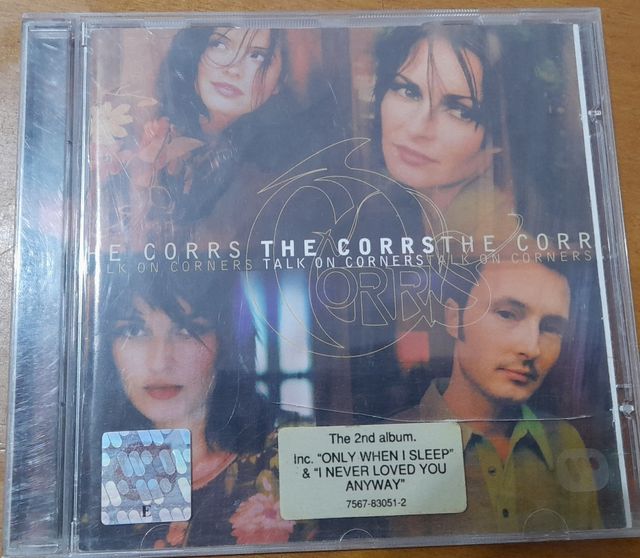 HE CORRS THE CORRS THE CORR
TALK ON CORNERS TALK ON CORNERS TALK ON CORNERS
CORRS
The 2nd album.
Inc. "ONLY WHEN I SLEEP"
& "I NEVER LOVED YOU
ANYWAY"
7567-83051-2
E